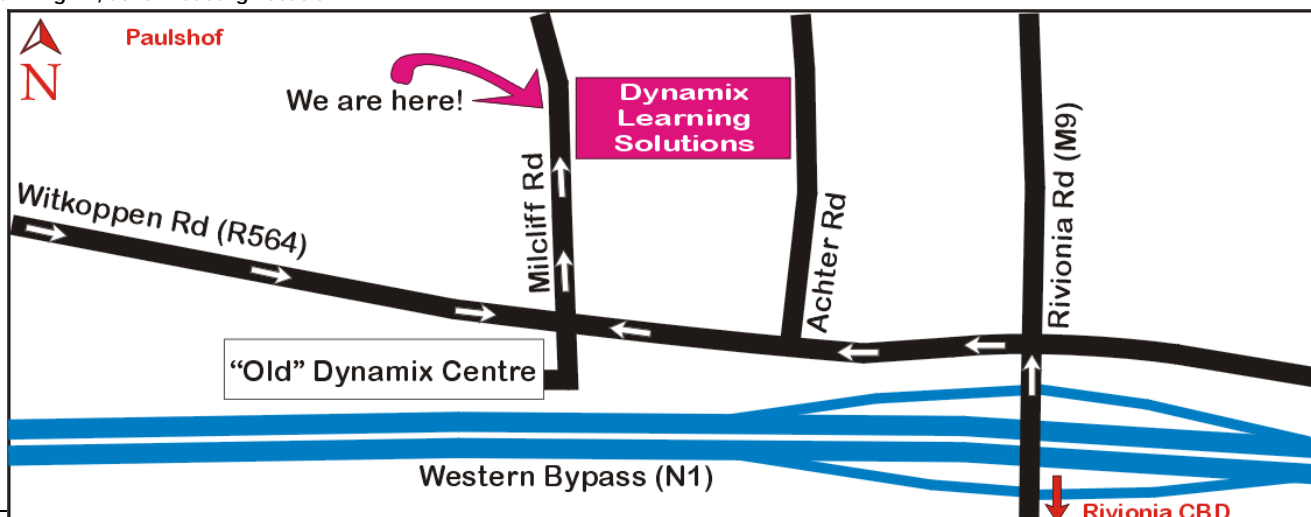 Paulshof
N
We are here!
Dynamix
Learning
Solutions
Witkoppen Rd (R564)
Milcliff Rd
Achter Rd
Rivionia Rd (M9)
“Old” Dynamix Centre
Western Bypass (N1)
Rivionia CBD